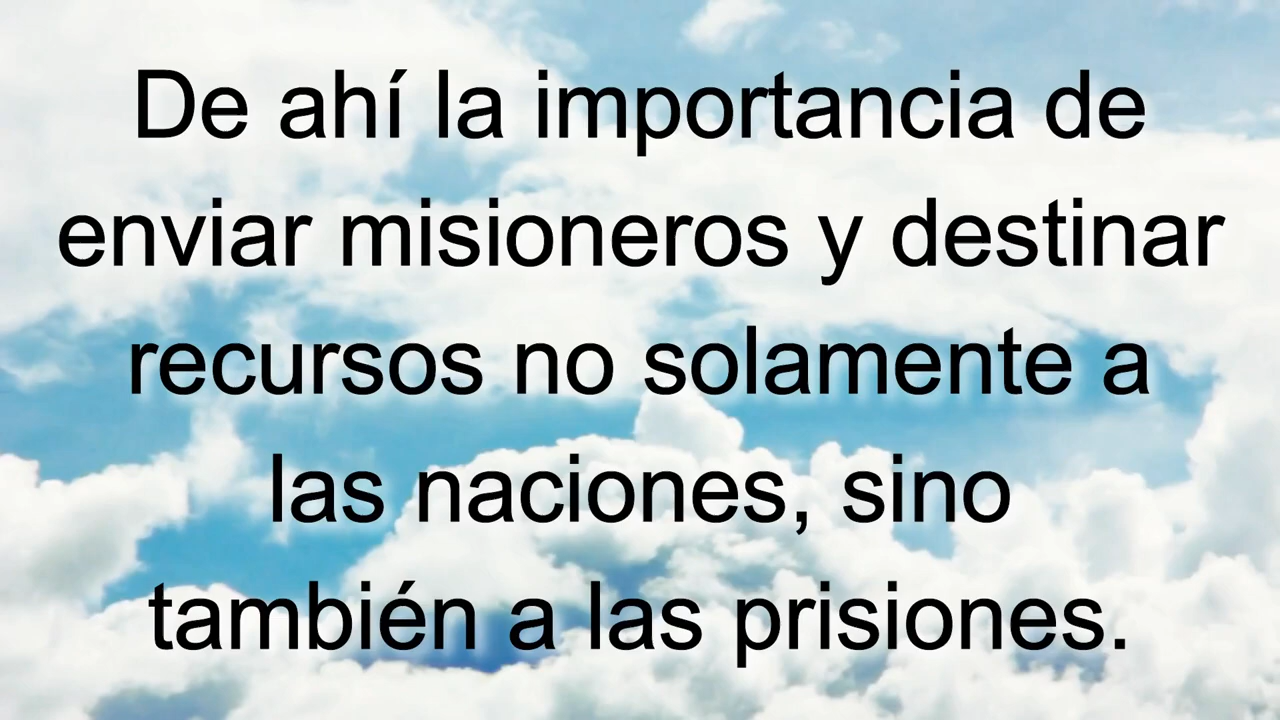 De ahí la importancia de
enviar misioneros y destinar
recursos no solamente a
las naciones, sino
también a las prisiones.